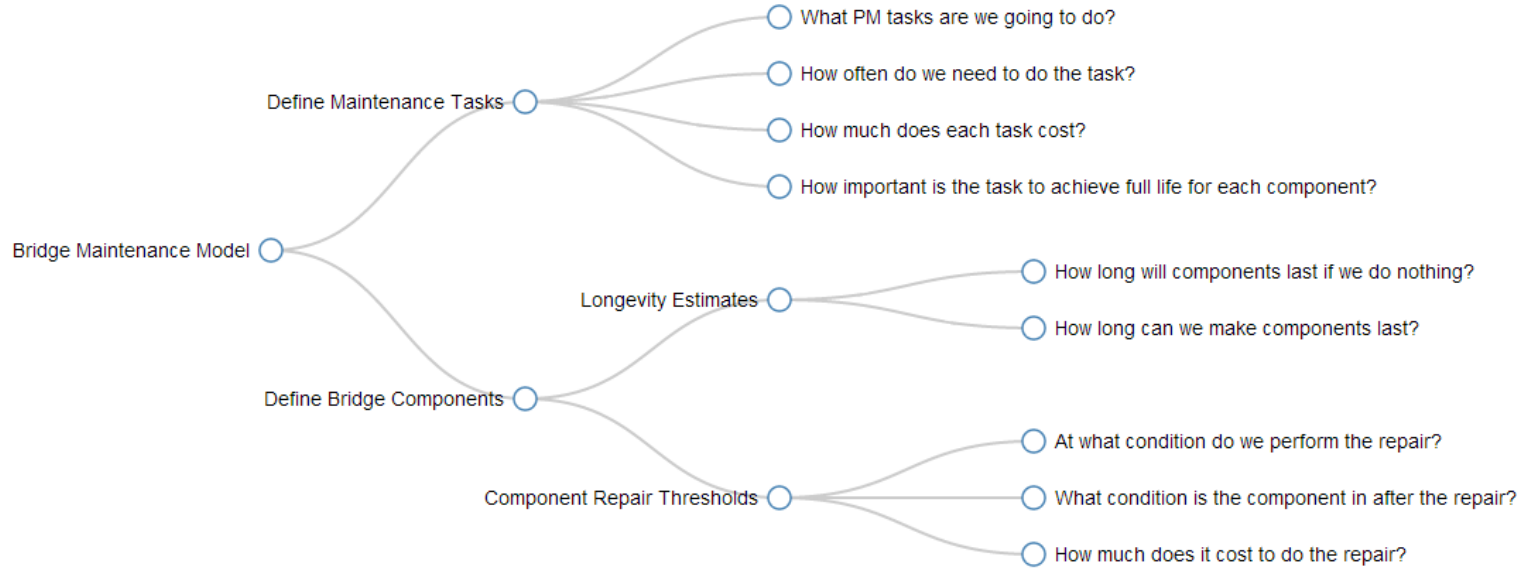 What PM tasks are we going to do?
How often do we need to do the task?
Define Maintenance Tasks
How much does each task cost?
How important is the task to achieve full life for each component?
Bridge Maintenance Model
How long will components last if we do nothing?
Longevity Estimates
How long can we make components last?
Define Bridge Components
At what condition do we perform the repair?
Component Repair Thresholds
What condition is the component in after the repair?
How much does it cost to do the repair?